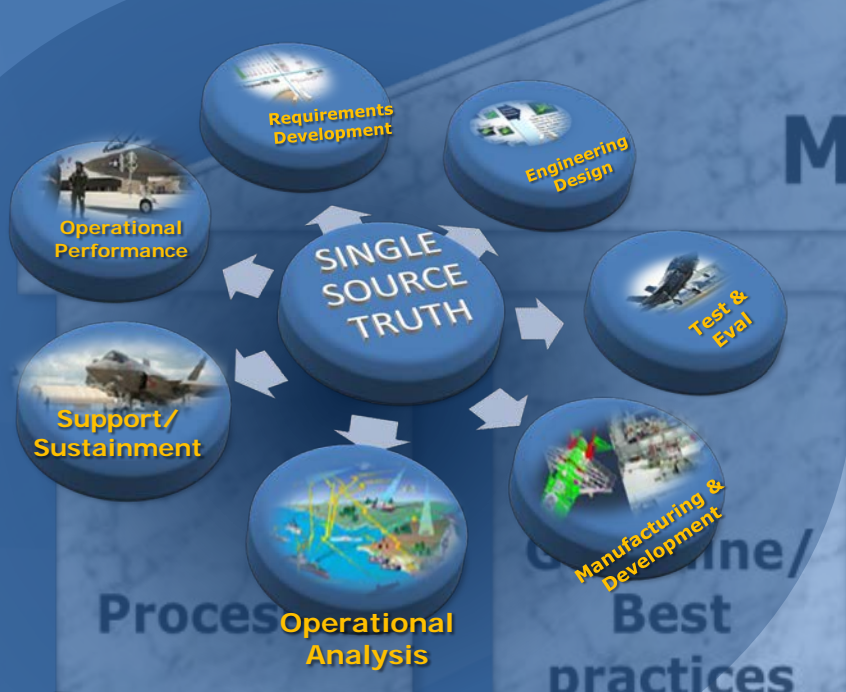 Requirements
Development
Engineering
Design
M
Operational
Performance
SINGLE
SOURCE
TRUTH
Test &
Eval
Support/
Sustainment
Manufacturing &
Development
Proces
Operational
Analysis
ine/
Best
practices